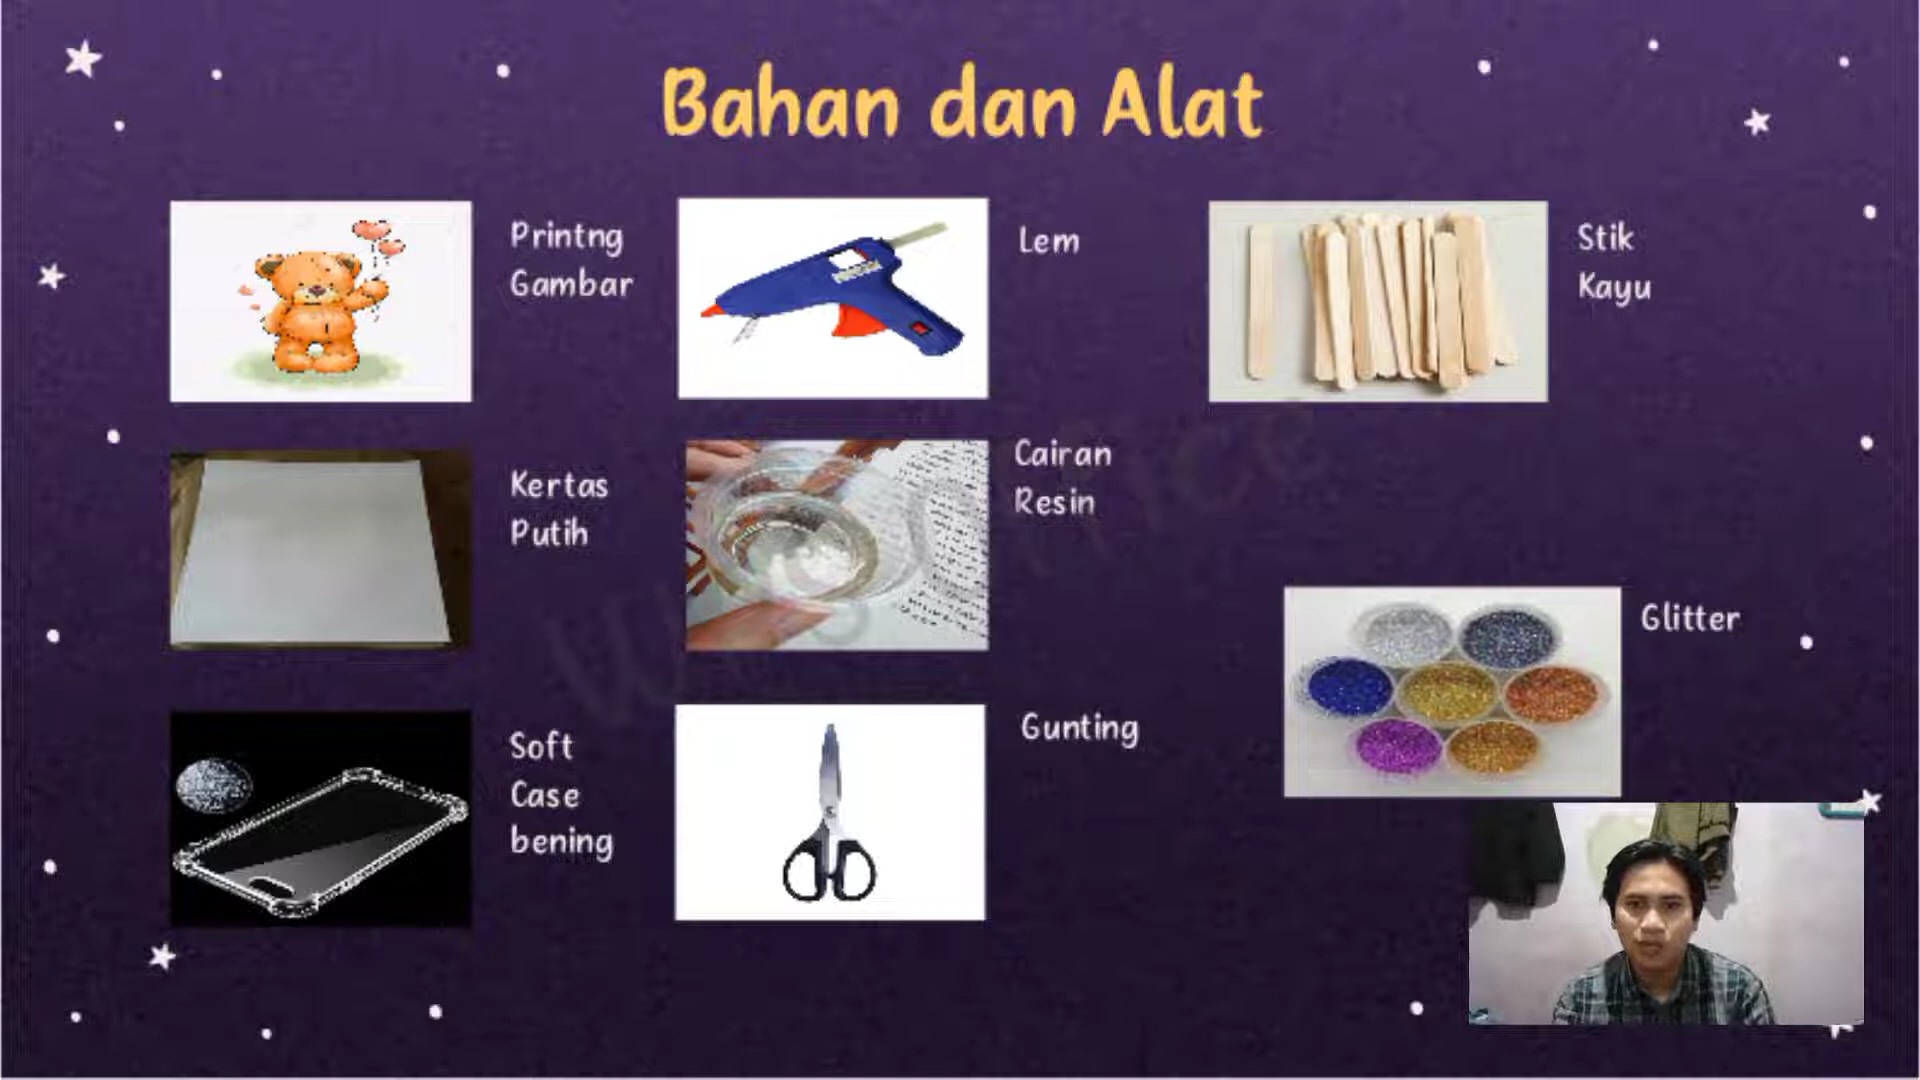 Bahan dan Alat
Printng
Gambar
Lem
Stik
Kayu
Kertas
Putih
Cairan
Resin
Glitter
Soft
Case
bening
Gunting